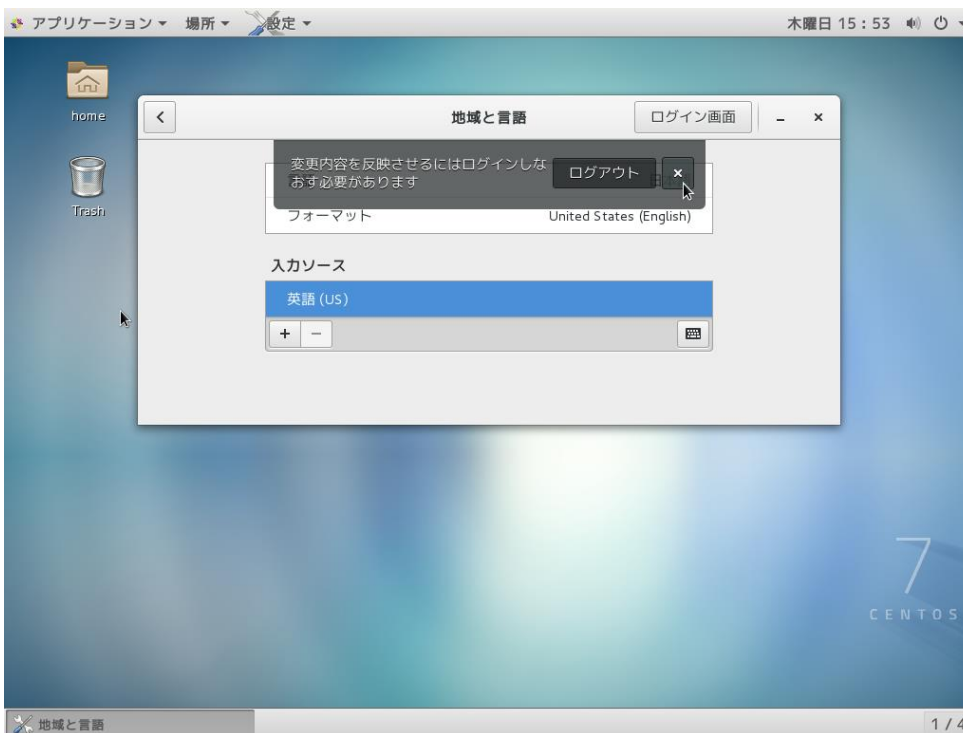 アプリケーション 場所 設定 木曜日 15:53
home
Trash
地域と言語 ログイン画面
変更内容を反映させるにはログインしな
おす必要があります
ログアウト
フォーマット United States (English)
入力ソース
英語 (US)
7
CENTOS
地域と言語 1 / 4